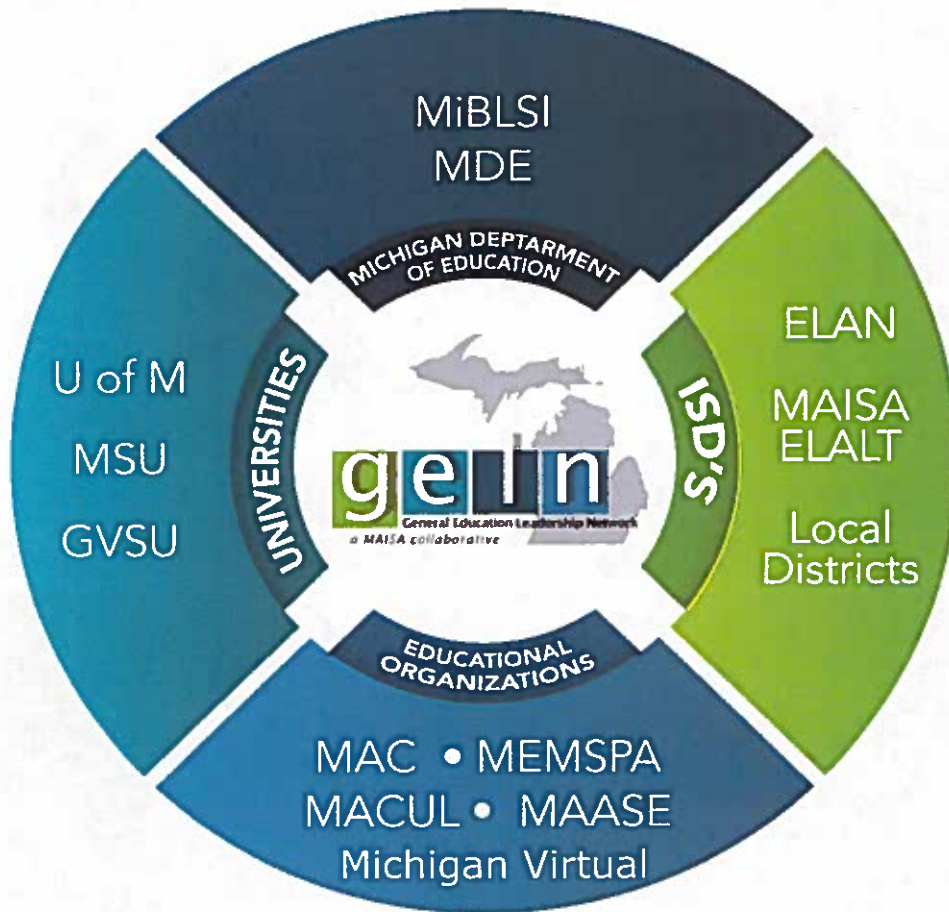 MiBLSI
MDE
MICHIGAN DEPTARMENT
OF EDUCATION
U of M
MSU
GVSU
UNIVERSITIES
geln
General Education Leadership Network
a MAISA collaborative
ISD'S
ELAN
MAISA
ELALT
Local
Districts
EDUCATIONAL
ORGANIZATIONS
MAC • MEMSPA
MACUL • MAASE
Michigan Virtual